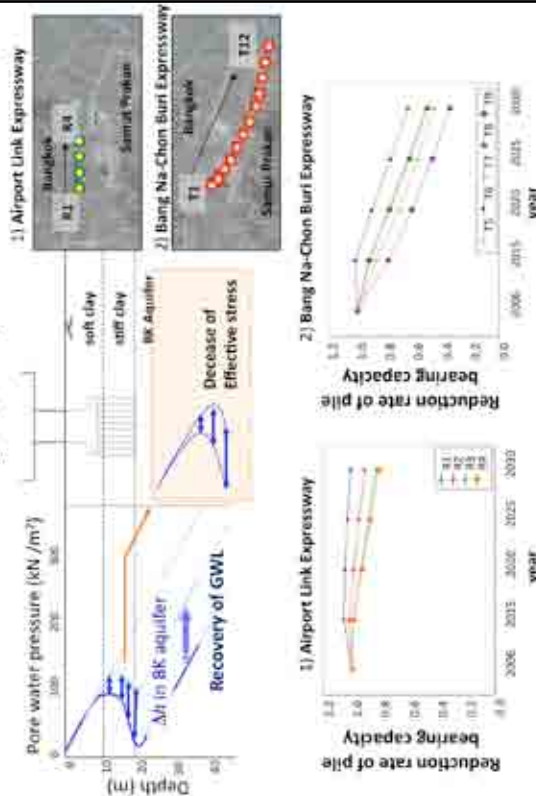 Pore water pressure (kN/m²)
0
100
200
300
Depth (m)
0
10
20
30
40
Δh in BK aquifer
Recovery of GWL
soft clay
stiff clay
BK Aquifer
Decease of
Effective stress
1) Airport Link Expressway
Bangkok
R1
R4
Samut Prakan
2) Bang Na-Chon Buri Expressway
Bangkok
T1
T12
Samut Prakan
1) Airport Link Expressway
Reduction rate of pile
bearing capacity
1.2
1.0
0.8
0.6
0.4
0.2
0.0
2006
2015
2020
2025
2030
year
R1
R2
R3
R4
2) Bang Na-Chon Buri Expressway
Reduction rate of pile
bearing capacity
1.2
1.0
0.8
0.6
0.4
0.2
0.0
2006
2015
2020
2025
2030
year
T5
T6
T7
T8
T9